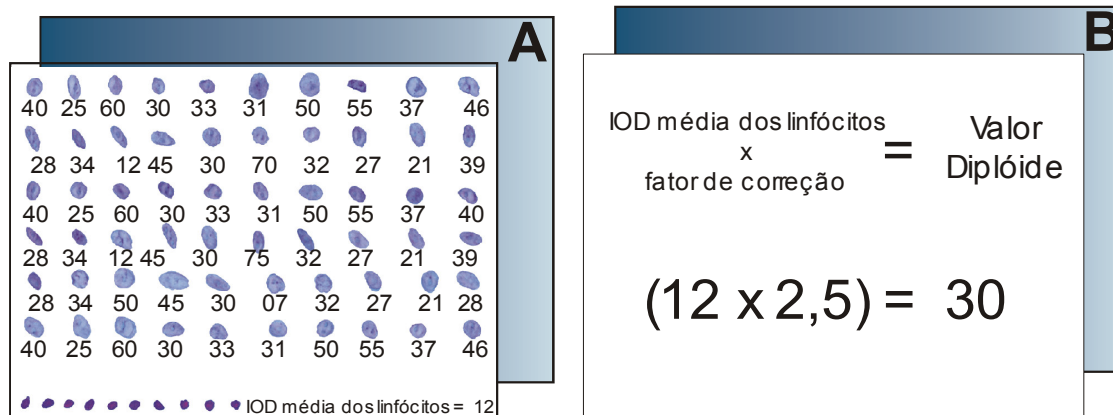 A
40 25 60 30 33 31 50 55 37 46
28 34 12 45 30 70 32 27 21 39
40 25 60 30 33 31 50 55 37 40
28 34 12 45 30 75 32 27 21 39
28 34 50 45 30 07 32 27 21 28
40 25 60 30 33 31 50 55 37 46
IOD média dos linfócitos = 12
B
IOD média dos linfócitos
x
fator de correção
=
Valor
Diplóide
(12 x 2,5) = 30